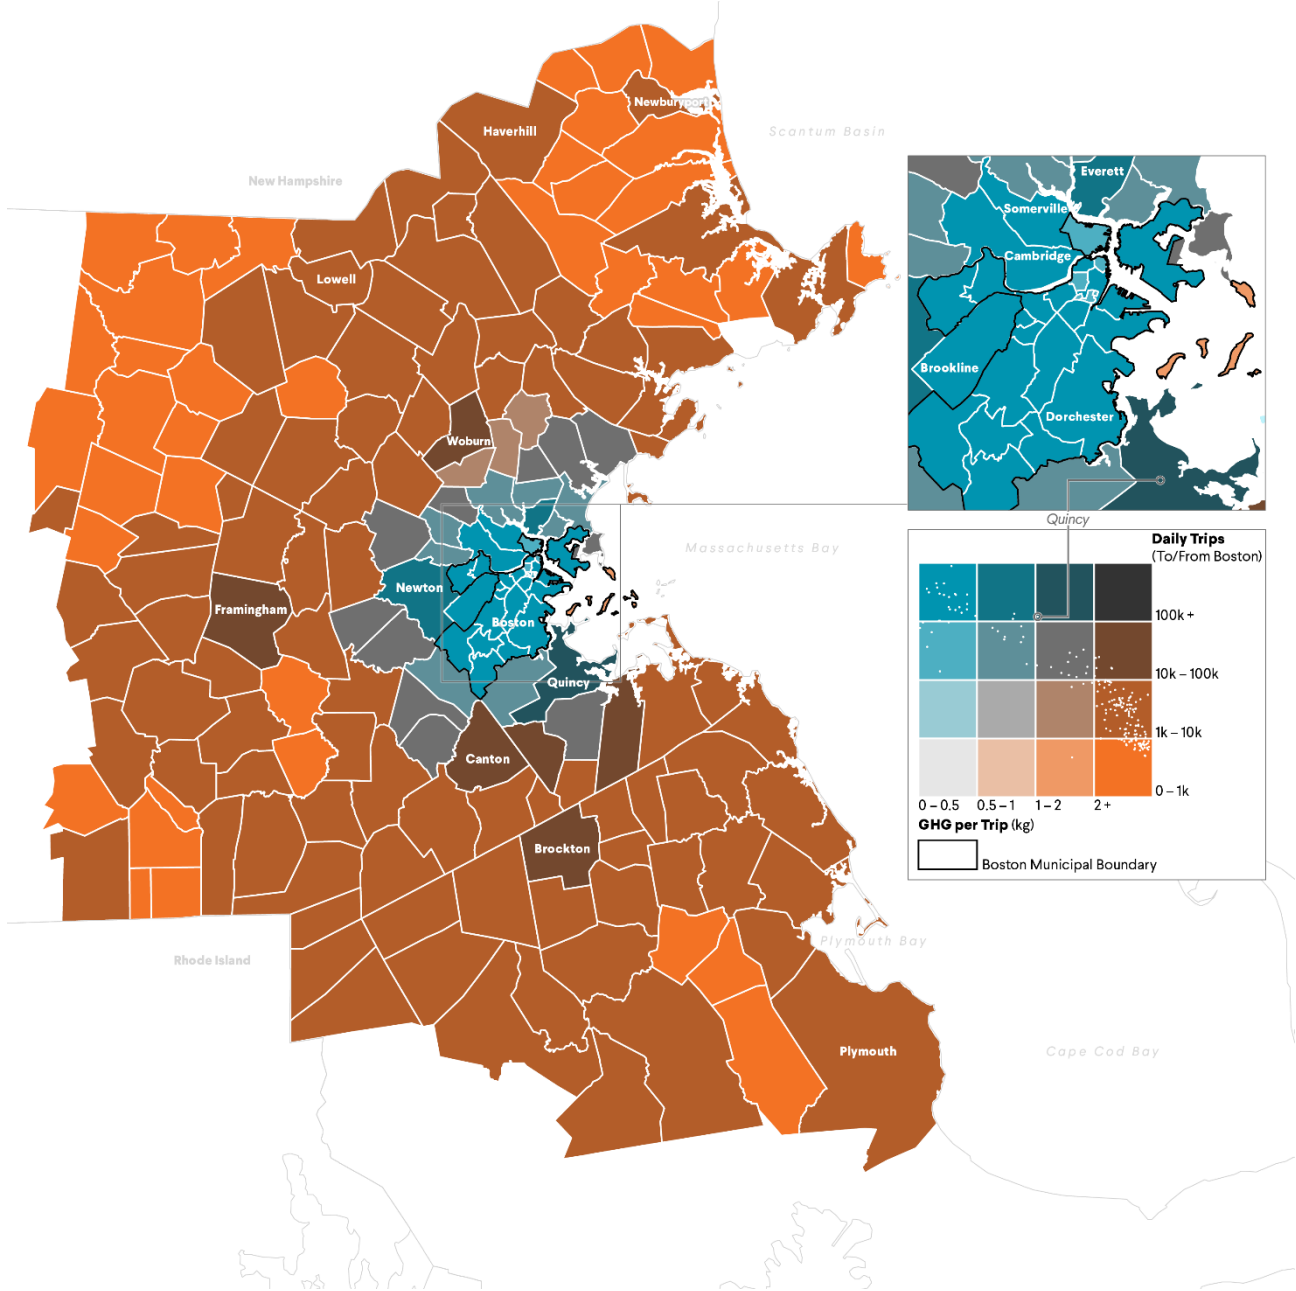 Newburyport
Haverhill
Scantum Basin
New Hampshire
Everett
Somerville
Lowell
Cambridge
Brookline
Dorchester
Woburn
Quincy
Massachusetts Bay
Daily Trips
(To/From Boston)
Newton
Framingham
Boston
100k +
10k – 100k
Quincy
1k – 10k
Canton
0 – 1k
0 – 0.5 0.5 – 1 1 – 2 2 +
GHG per Trip (kg)
Brockton
Boston Municipal Boundary
Plymouth Bay
Rhode Island
Plymouth
Cape Cod Bay